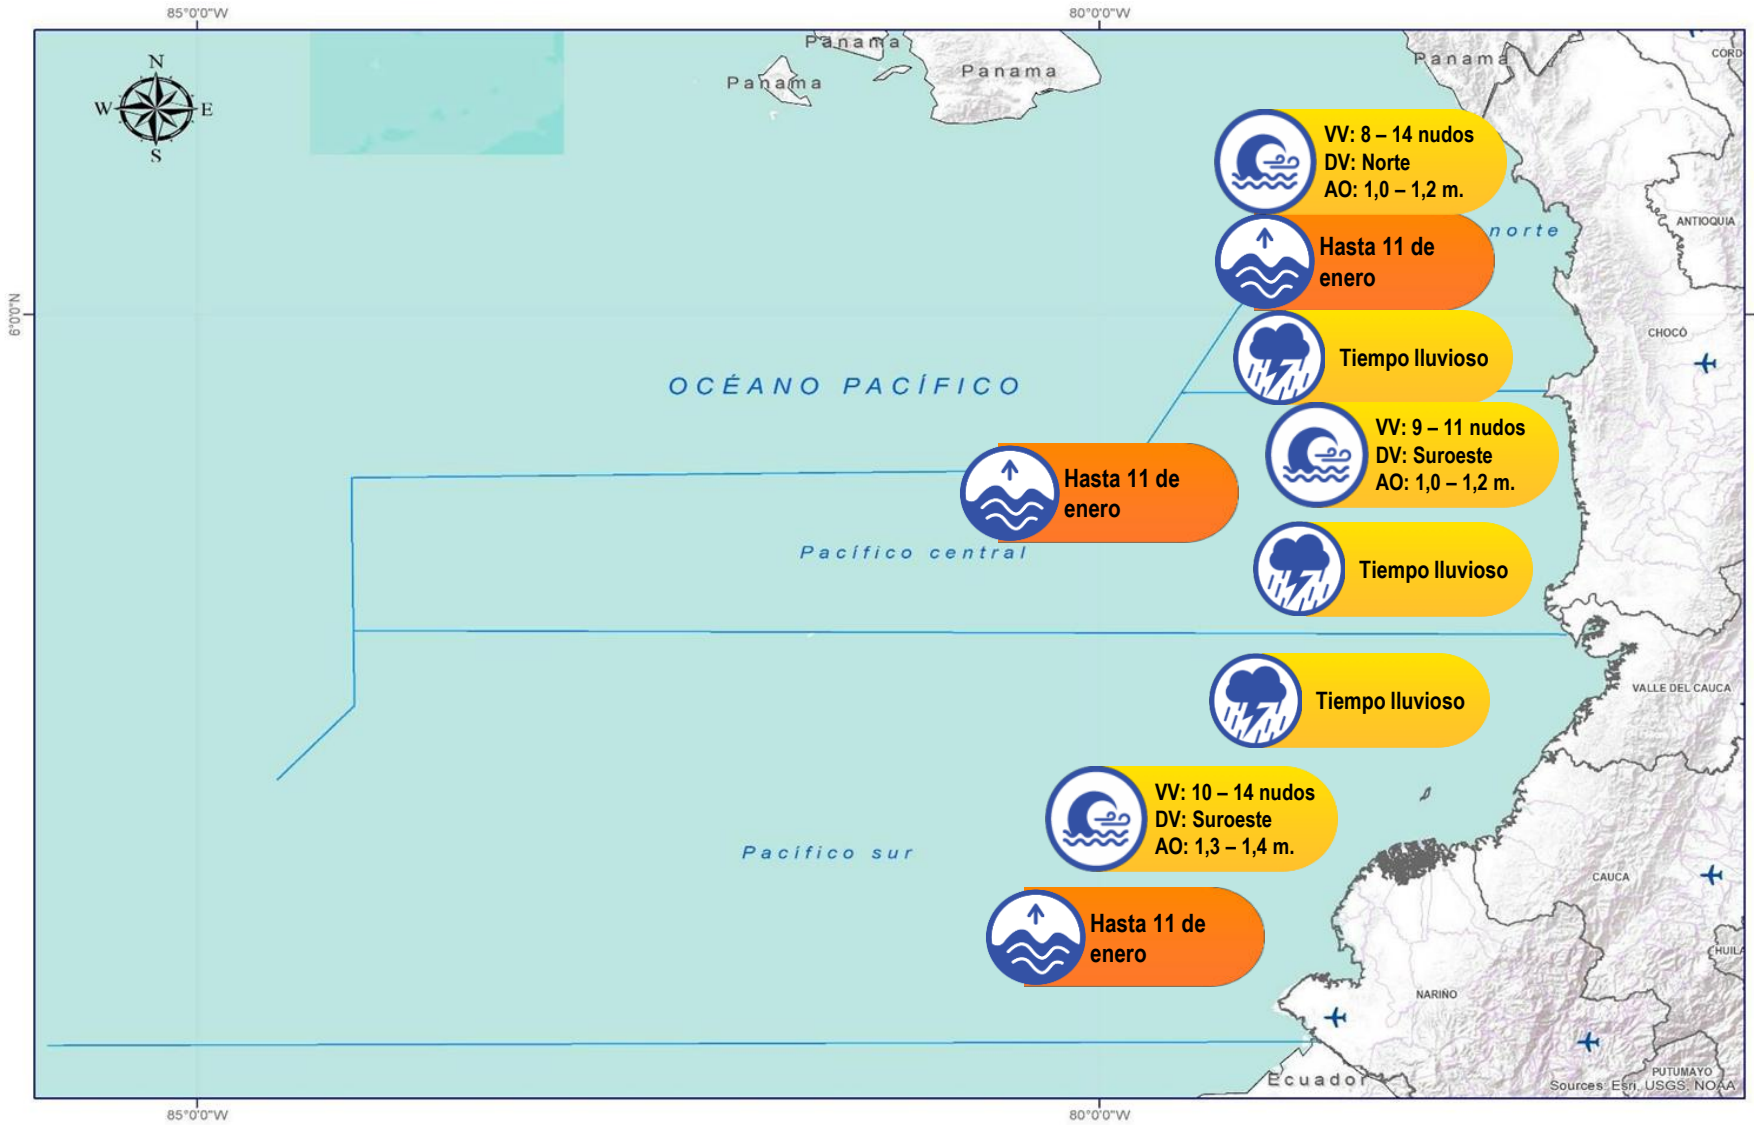 85°0'0"W
80°0'0"W
N
W
E
S
Panama
Panama
Panama
Panama
VV: 8 – 14 nudos
DV: Norte
AO: 1,0 – 1,2 m.
ANTIOQUIA
norte
Hasta 11 de
enero
6°0'0"N
CHOCÓ
Tiempo lluvioso
OCÉANO PACÍFICO
VV: 9 – 11 nudos
DV: Suroeste
AO: 1,0 – 1,2 m.
Hasta 11 de
enero
Pacífico central
Tiempo lluvioso
VALLE DEL CAUCA
Tiempo lluvioso
VV: 10 – 14 nudos
DV: Suroeste
AO: 1,3 – 1,4 m.
Pacífico sur
CAUCA
Hasta 11 de
enero
HUILA
NARIÑO
PUTUMAYO
Ecuador
Sources: Esri, USGS, NOAA
85°0'0"W
80°0'0"W